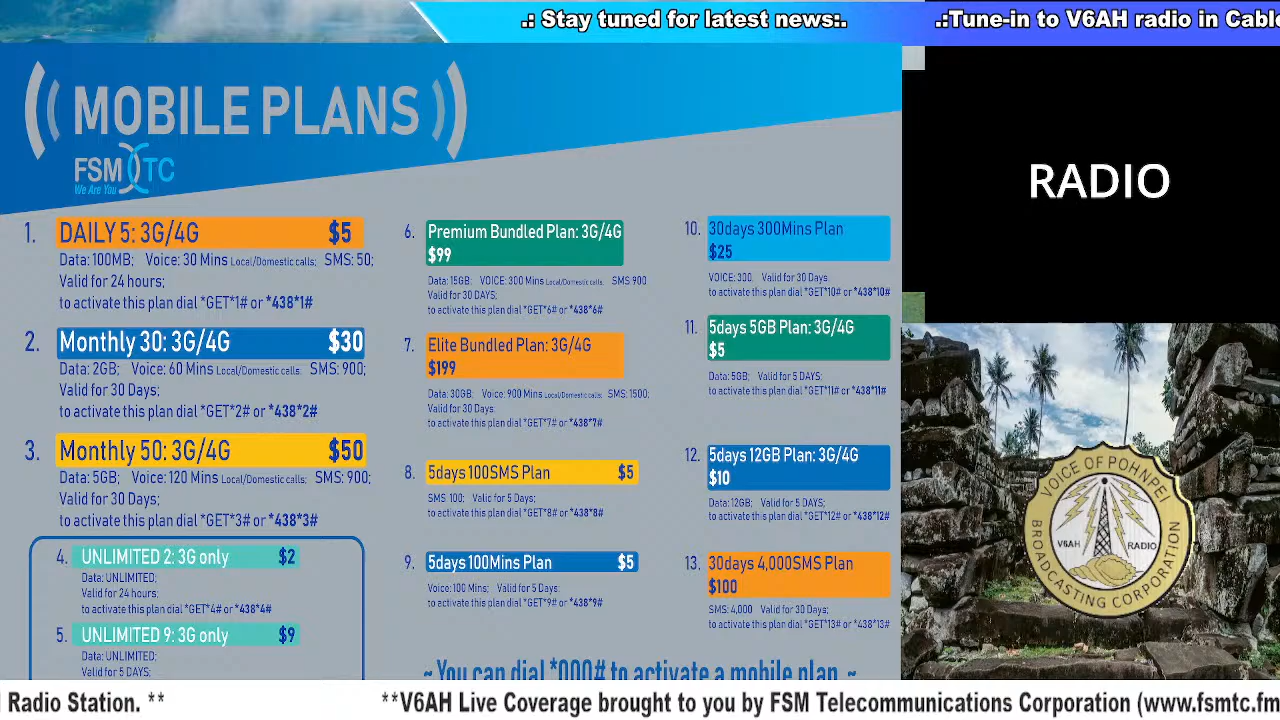 .: Stay tuned for latest news:.
.:Tune-in to V6AH radio in Cable
MOBILE PLANS
FSMTC
We Are You
1. DAILY 5: 3G/4G $5
Data: 100MB; Voice: 30 Mins Local/Domestic calls; SMS: 50;
Valid for 24 hours;
to activate this plan dial *GET*1# or *438*1#
2. Monthly 30: 3G/4G $30
Data: 2GB; Voice: 60 Mins Local/Domestic calls; SMS: 900;
Valid for 30 Days;
to activate this plan dial *GET*2# or *438*2#
3. Monthly 50: 3G/4G $50
Data: 5GB; Voice: 120 Mins Local/Domestic calls; SMS: 900;
Valid for 30 Days;
to activate this plan dial *GET*3# or *438*3#
4. UNLIMITED 2: 3G only $2
Data: UNLIMITED;
Valid for 24 hours;
to activate this plan dial *GET*4# or *438*4#
5. UNLIMITED 9: 3G only $9
Data: UNLIMITED;
Valid for 5 DAYS;
6. Premium Bundled Plan: 3G/4G
$99
Data: 15GB; VOICE: 300 Mins Local/Domestic calls; SMS 900
Valid for 30 DAYS;
to activate this plan dial *GET*6# or *438*6#
7. Elite Bundled Plan: 3G/4G
$199
Data: 30GB; Voice: 900 Mins Local/Domestic calls; SMS; 1500;
Valid for 30 Days;
to activate this plan dial *GET*7# or *438*7#
8. 5days 100SMS Plan $5
SMS 100; Valid for 5 Days;
to activate this plan dial *GET*8# or *438*8#
9. 5days 100Mins Plan $5
Voice: 100 Mins; Valid for 5 Days;
to activate this plan dial *GET*9# or *438*9#
10. 30days 300Mins Plan
$25
VOICE: 300 Valid for 30 Days;
to activate this plan dial *GET*10# or *438*10#
11. 5days 5GB Plan: 3G/4G
$5
Data: 5GB; Valid for 5 DAYS;
to activate this plan dial *GET*11# or *438*11#
12. 5days 12GB Plan: 3G/4G
$10
Data: 12GB; Valid for 5 DAYS;
to activate this plan dial *GET*12# or *438*12#
13. 30days 4,000SMS Plan
$100
SMS: 4,000 Valid for 30 Days;
to activate this plan dial *GET*13# or *438*13#
~ You can dial *000# to activate a mobile plan ~
RADIO
VOICE OF POHNPEI
V6AH RADIO
BROADCASTING CORPORATION
Radio Station. **
**V6AH Live Coverage brought to you by FSM Telecommunications Corporation (www.fsmtc.fm